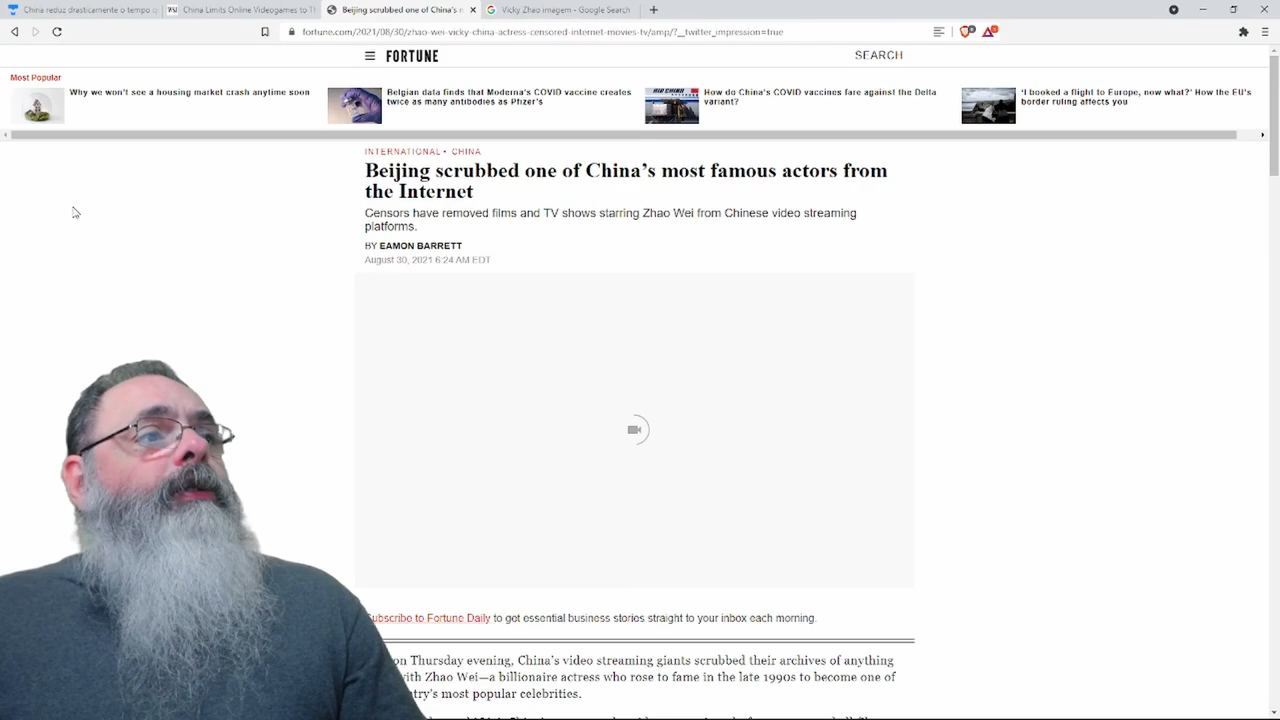 China reduz drasticamente o tempo q
WSJ China Limits Online Videogames to Th
Beijing scrubbed one of China's m
Vicky Zhao imagem - Google Search
fortune.com/2021/08/30/zhao-wei-vicky-china-actress-censored-internet-movies-tv/amp/?__twitter_impression=true
FORTUNE
SEARCH
Most Popular
Why we won't see a housing market crash anytime soon
Belgian data finds that Moderna's COVID vaccine creates
twice as many antibodies as Pfizer's
How do China's COVID vaccines fare against the Delta
variant?
'I booked a flight to Europe, now what?' How the EU's
border ruling affects you
INTERNATIONAL • CHINA
Beijing scrubbed one of China's most famous actors from
the Internet
Censors have removed films and TV shows starring Zhao Wei from Chinese video streaming
platforms.
BY EAMON BARRETT
August 30, 2021 6:24 AM EDT
ubscribe to Fortune Daily to get essential business stories straight to your inbox each morning.
on Thursday evening, China's video streaming giants scrubbed their archives of anything
with Zhao Wei—a billionaire actress who rose to fame in the late 1990s to become one of
ntry's most popular celebrities.